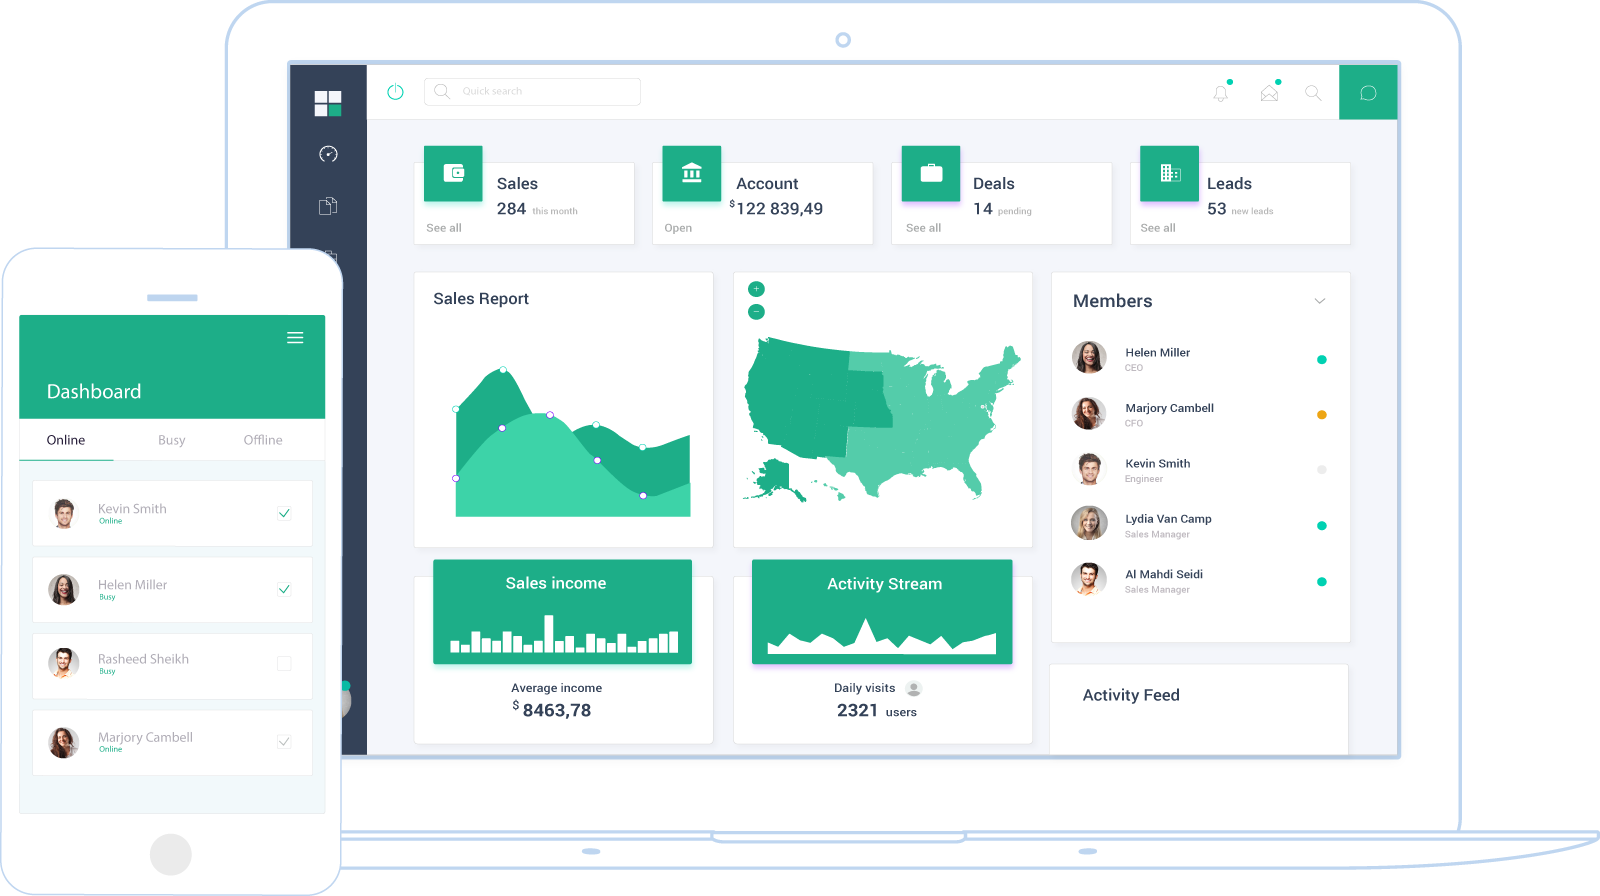 Quick search
Sales
284 this month
See all
Account
$122 839,49
Open
Deals
14 pending
See all
Leads
53 new leads
See all
Sales Report
+
−
Members
Helen Miller
CEO
Marjory Cambell
CFO
Kevin Smith
Engineer
Lydia Van Camp
Sales Manager
Al Mahdi Seidi
Sales Manager
Sales income
Average income
$8463,78
Activity Stream
Daily visits
2321 users
Activity Feed
Dashboard
Online Busy Offline
Kevin Smith
Online
Helen Miller
Busy
Rasheed Sheikh
Busy
Marjory Cambell
Online